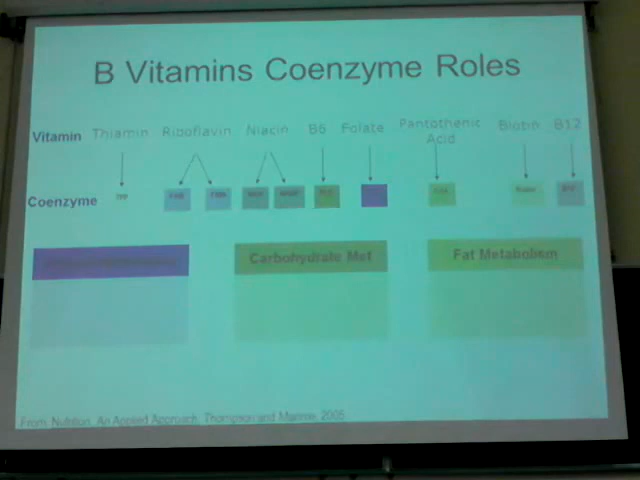 B Vitamins Coenzyme Roles
Vitamin Thiamin Riboflavin Niacin B6 Folate Pantothenic Acid Biotin B12
Coenzyme TPP
Carbohydrate Met Fat Metabolism
From Nutrition, An Applied Approach, Thompson and Manore, 2005